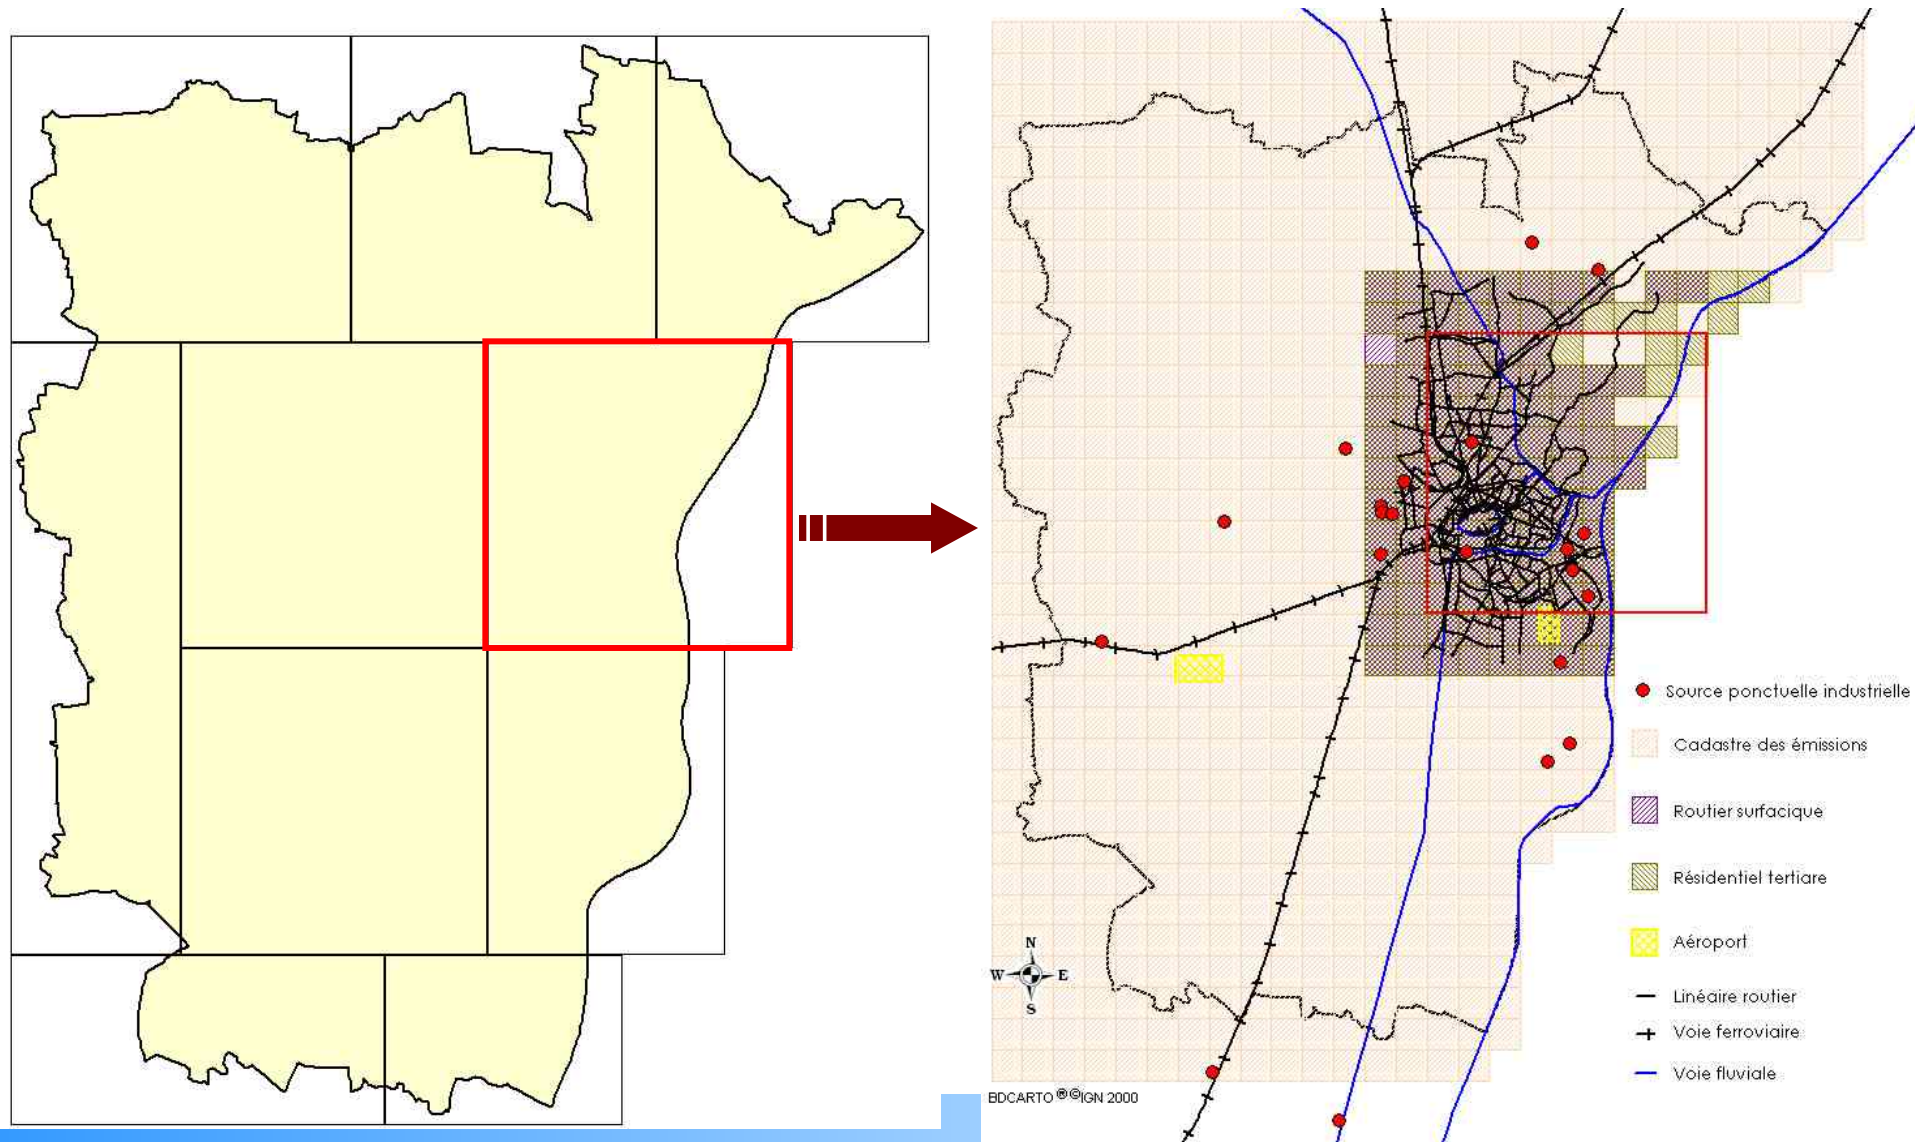 Source ponctuelle industrielle
Cadastre des émissions
Routier surfacique
Résidentiel tertiare
Aéroport
Linéaire routier
Voie ferroviaire
Voie fluviale
N
W E
S
BDCARTO ®©IGN 2000